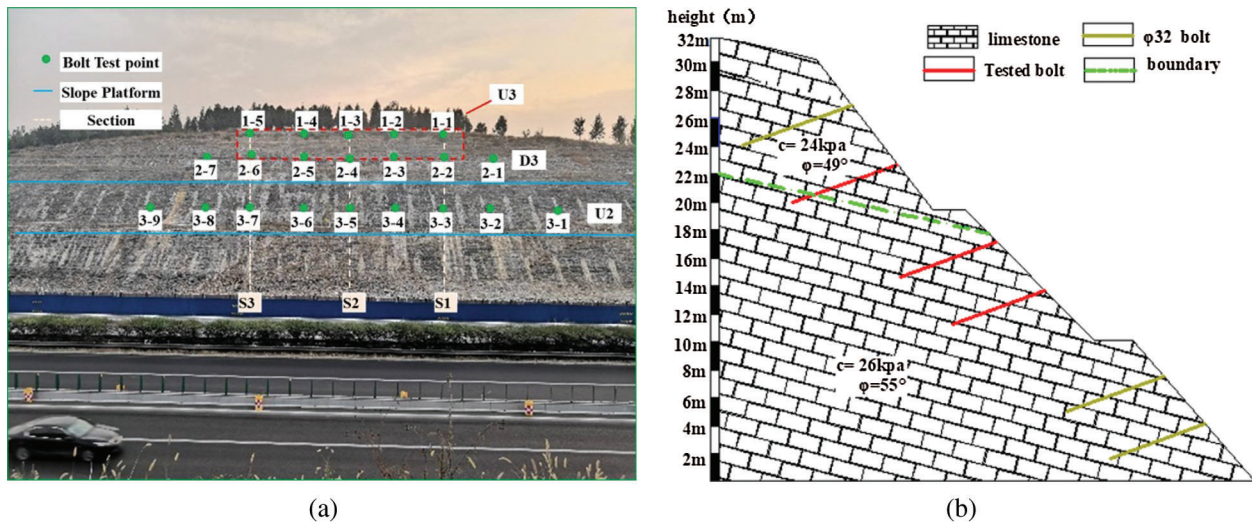 Bolt Test point
Slope Platform
Section
U3
1-5
1-4
1-3
1-2
1-1
D3
2-7
2-6
2-5
2-4
2-3
2-2
2-1
U2
3-9
3-8
3-7
3-6
3-5
3-4
3-3
3-2
3-1
S3
S2
S1
(a)
height (m)
32m
30m
28m
26m
24m
22m
20m
18m
16m
14m
12m
10m
8m
6m
4m
2m
limestone
φ32 bolt
Tested bolt
boundary
c= 24kpa
φ=49°
c= 26kpa
φ=55°
(b)